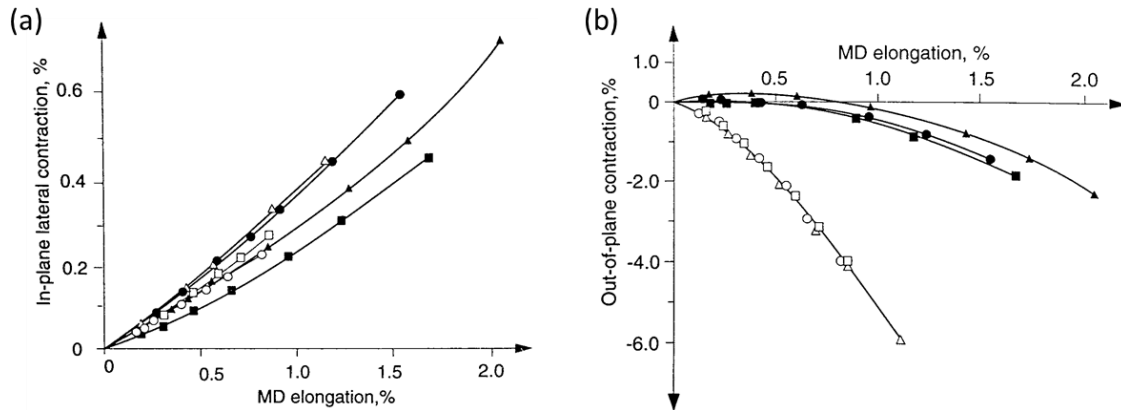 (a)
In-plane lateral contraction, %
0.6
0.4
0.2
0
0 0.5 1.0 1.5 2.0
MD elongation,%
(b)
MD elongation, %
Out-of-plane contraction,%
1.0
0.5 1.0 1.5 2.0
0
-2.0
-4.0
-6.0